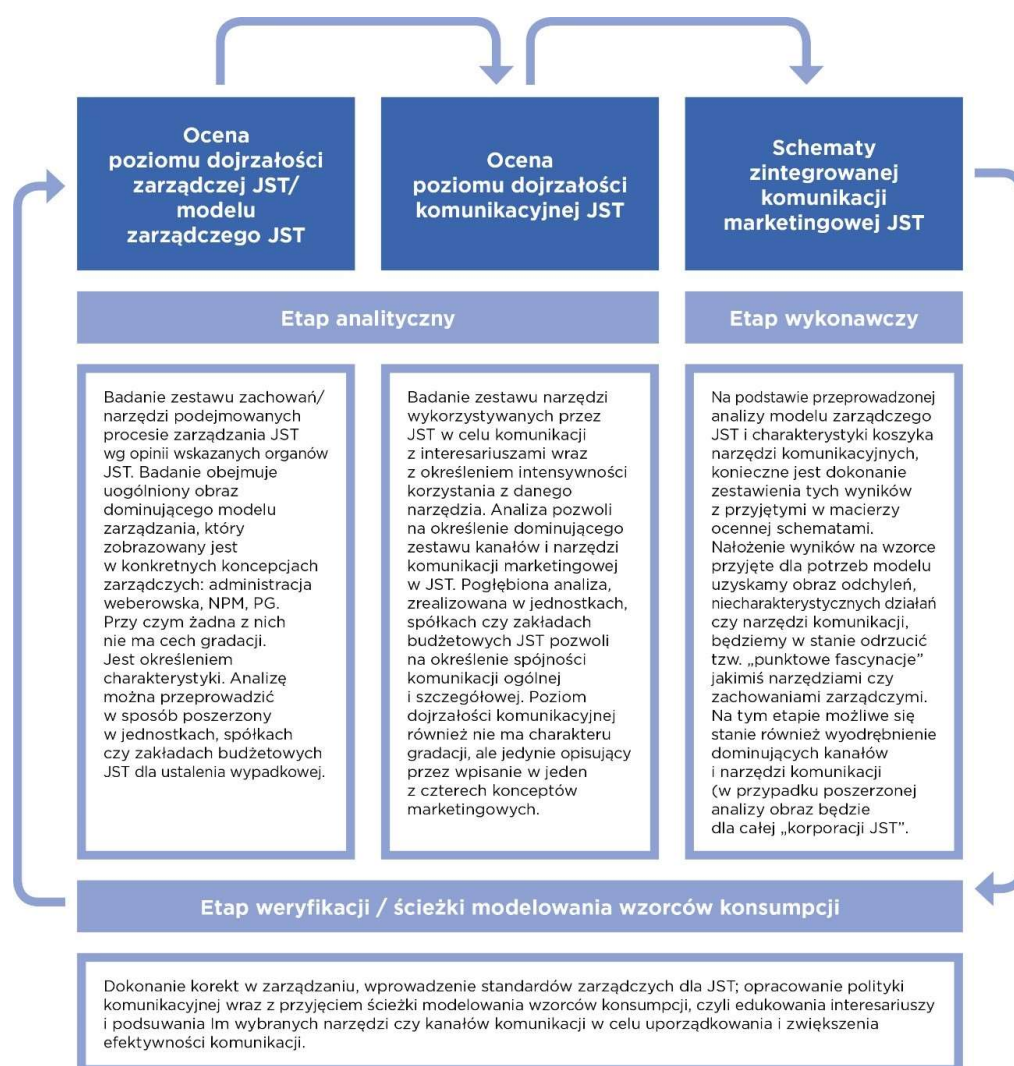 Ocena
poziomu dojrzałości
zarządczej JST/
modelu
zarządczego JST
Ocena
poziomu dojrzałości
komunikacyjnej JST
Schematy
zintegrowanej
komunikacji
marketingowej JST
Etap analityczny
Etap wykonawczy
Badanie zestawu zachowań/
narzędzi podejmowanych
procesie zarządzania JST
wg opinii wskazanych organów
JST. Badanie obejmuje
uogólniony obraz
dominującego modelu
zarządzania, który
zobrazowany jest
w konkretnych koncepcjach
zarządczych: administracja
weberowska, NPM, PG.
Przy czym żadna z nich
nie ma cech gradacji.
Jest określeniem
charakterystyki. Analizę
można przeprowadzić
w sposób poszerzony
w jednostkach, spółkach
czy zakładach budżetowych
JST dla ustalenia wypadkowej.
Badanie zestawu narzędzi
wykorzystywanych przez
JST w celu komunikacji
z interesariuszami wraz
z określeniem intensywności
korzystania z danego
narzędzia. Analiza pozwoli
na określenie dominującego
zestawu kanałów i narzędzi
komunikacji marketingowej
w JST. Pogłębiona analiza,
zrealizowana w jednostkach,
spółkach czy zakładach
budżetowych JST pozwoli
na określenie spójności
komunikacji ogólnej
i szczegółowej. Poziom
dojrzałości komunikacyjnej
również nie ma charakteru
gradacji, ale jedynie opisujący
przez wpisanie w jeden
z czterech konceptów
marketingowych.
Na podstawie przeprowadzonej
analizy modelu zarządczego
JST i charakterystyki koszyka
narzędzi komunikacyjnych,
konieczne jest dokonanie
zestawienia tych wyników
z przyjętymi w macierzy
ocennej schematami.
Nałożenie wyników na wzorce
przyjęte dla potrzeb modelu
uzyskamy obraz odchyleń,
niecharakterystycznych działań
czy narzędzi komunikacji,
będziemy w stanie odrzucić
tzw. „punktowe fascynacje”
jakimiś narzędziami czy
zachowaniami zarządczymi.
Na tym etapie możliwe się
stanie również wyodrębnienie
dominujących kanałów
i narzędzi komunikacji
(w przypadku poszerzonej
analizy obraz będzie
dla całej „korporacji JST”.
Etap weryfikacji / ścieżki modelowania wzorców konsumpcji
Dokonanie korekt w zarządzaniu, wprowadzenie standardów zarządczych dla JST; opracowanie polityki
komunikacyjnej wraz z przyjęciem ścieżki modelowania wzorców konsumpcji, czyli edukowania interesariuszy
i podsuwania Im wybranych narzędzi czy kanałów komunikacji w celu uporządkowania i zwiększenia
efektywności komunikacji.